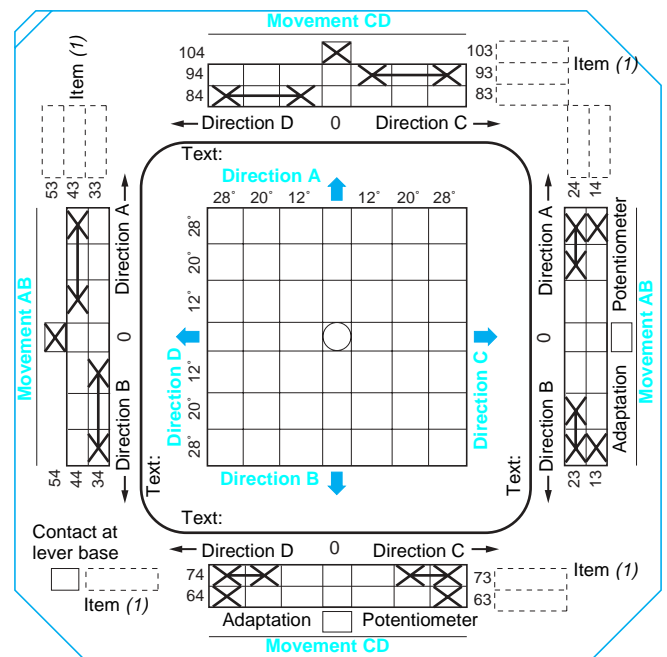 Movement CD
104
94
84
103
93
83
Item (1)
Direction D 0 Direction C
Item (1)
53 43 33
Movement AB
Direction A
0
Direction B
54 44 34
Text:
Direction A
28° 20° 12° 12° 20° 28°
28°
20°
12°
12°
20°
28°
Direction D
Direction C
Direction B
Text:
Text:
Item (1)
24 14
Direction A
0
Direction B
Potentiometer
Adaptation
Movement AB
23 13
Contact at
lever base
Item (1)
Direction D 0 Direction C
74
64
73
63
Item (1)
Adaptation Potentiometer
Movement CD